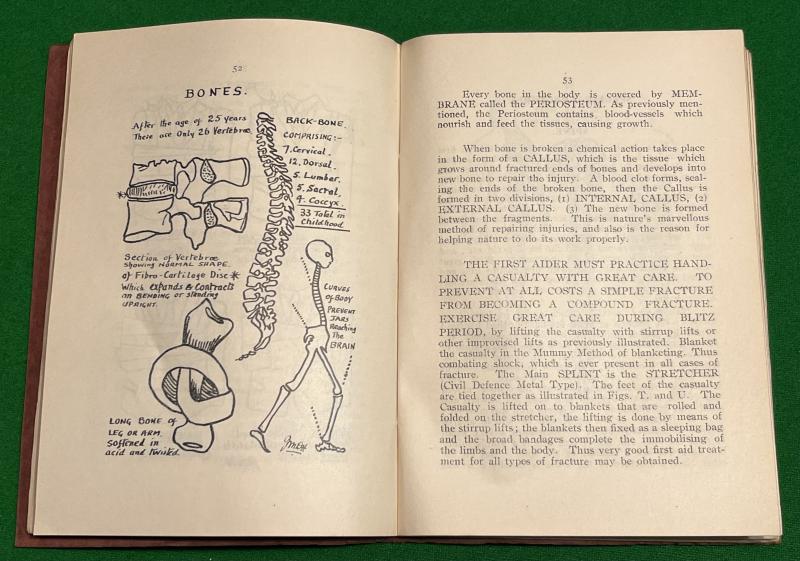 52
BONES.
After the age of 25 years
There are Only 26 Vertebræ
BACK-BONE
COMPRISING:-
7. Cervical.
12. Dorsal.
5. Lumbar.
5. Sacral.
4. Coccyx.
33 Total in
Childhood
Section of Vertebræ
showing NORMAL SHAPE
of Fibro-Cartiloge Disc *
Which expands & Contracts
on BENDING or standing
UPRIGHT.
CURVES
of BODY
PREVENT
JARS
Reaching
The
BRAIN
LONG BONE of
LEG or ARM
Softened in
acid and twisted.
53
Every bone in the body is covered by MEM-
BRANE called the PERIOSTEUM. As previously men-
tioned, the Periosteum contains blood-vessels which
nourish and feed the tissues, causing growth.
When bone is broken a chemical action takes place
in the form of a CALLUS, which is the tissue which
grows around fractured ends of bones and develops into
new bone to repair the injury. A blood clot forms, seal-
ing the ends of the broken bone, then the Callus is
formed in two divisions, (1) INTERNAL CALLUS, (2)
EXTERNAL CALLUS. (3) The new bone is formed
between the fragments. This is nature's marvellous
method of repairing injuries, and also is the reason for
helping nature to do its work properly.
THE FIRST AIDER MUST PRACTICE HAND-
LING A CASUALTY WITH GREAT CARE. TO
PREVENT AT ALL COSTS A SIMPLE FRACTURE
FROM BECOMING A COMPOUND FRACTURE.
EXERCISE GREAT CARE DURING BLITZ
PERIOD, by lifting the casualty with stirrup lifts or
other improvised lifts as previously illustrated. Blanket
the casualty in the Mummy Method of blanketing. Thus
combating shock, which is ever present in all cases of
fracture. The Main SPLINT is the STRETCHER
(Civil Defence Metal Type). The feet of the casualty
are tied together as illustrated in Figs. T. and U. The
Casualty is lifted on to blankets that are rolled and
folded on the stretcher, the lifting is done by means of
the stirrup lifts; the blankets then fixed as a sleeping bag
and the broad bandages complete the immobilising of
the limbs and the body. Thus very good first aid treat-
ment for all types of fracture may be obtained.